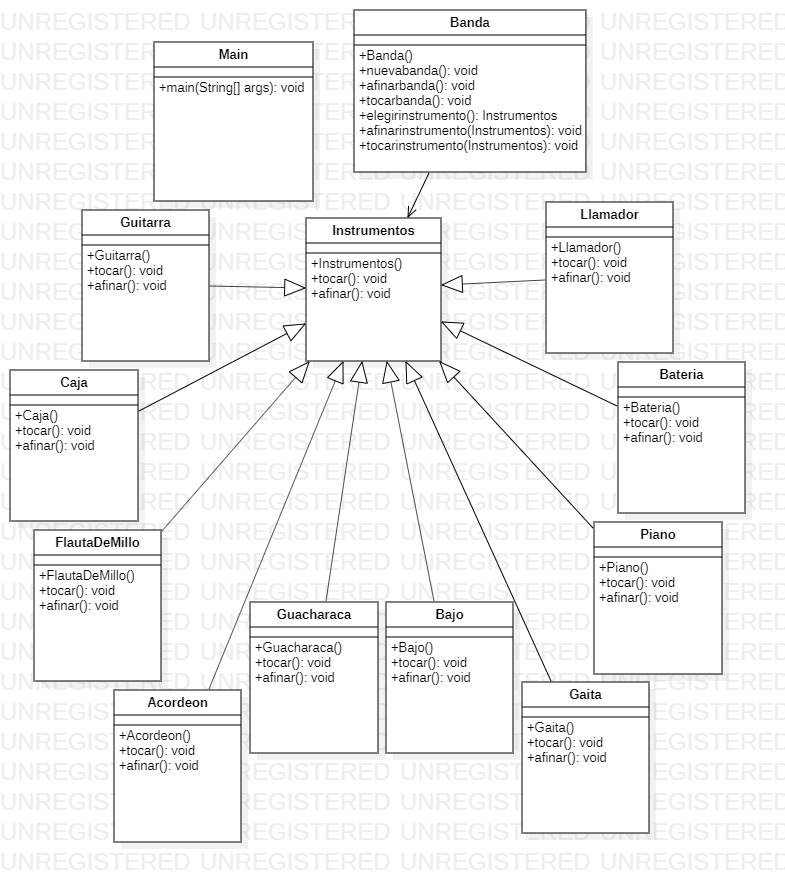 UNREGISTERED
Main
+main(String[] args): void
Banda
+Banda()
+nuevabanda(): void
+afinarbanda(): void
+tocarbanda(): void
+elegirinstrumento(): Instrumentos
+afinarinstrumento(Instrumentos): void
+tocarinstrumento(Instrumentos): void
Guitarra
+Guitarra()
+tocar(): void
+afinar(): void
Instrumentos
+Instrumentos()
+tocar(): void
+afinar(): void
Llamador
+Llamador()
+tocar(): void
+afinar(): void
Caja
+Caja()
+tocar(): void
+afinar(): void
Bateria
+Bateria()
+tocar(): void
+afinar(): void
FlautaDeMillo
+FlautaDeMillo()
+tocar(): void
+afinar(): void
Piano
+Piano()
+tocar(): void
+afinar(): void
Guacharaca
+Guacharaca()
+tocar(): void
+afinar(): void
Bajo
+Bajo()
+tocar(): void
+afinar(): void
Acordeon
+Acordeon()
+tocar(): void
+afinar(): void
Gaita
+Gaita()
+tocar(): void
+afinar(): void